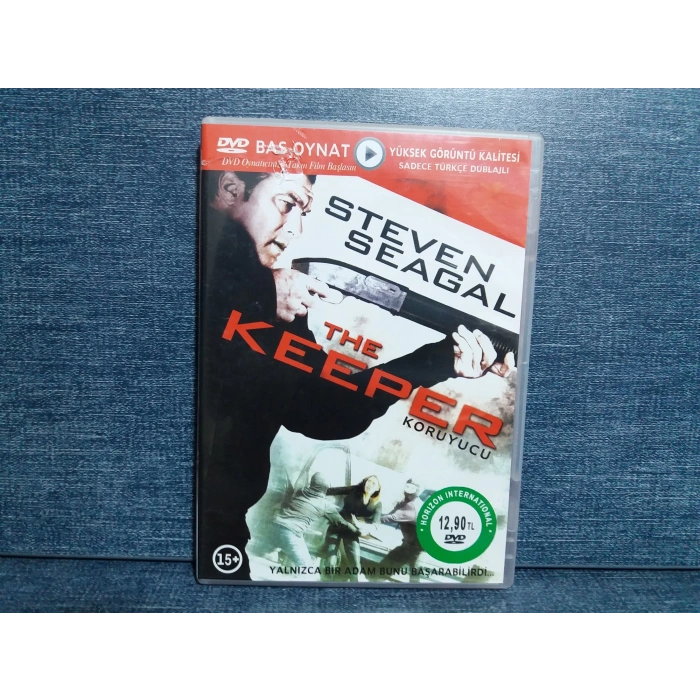 DVD BAS OYNAT YÜKSEK GÖRÜNTÜ KALİTESİ
DVD Oynatıcınıza Takın Film Başlasın SADECE TÜRKÇE DUBLAJLI
STEVEN
SEAGAL
THE
KEEPER
KORUYUCU
HORIZON INTERNATIONAL
12,90 TL
DVD
15+
YALNIZCA BİR ADAM BUNU BAŞARABİLİRDİ...